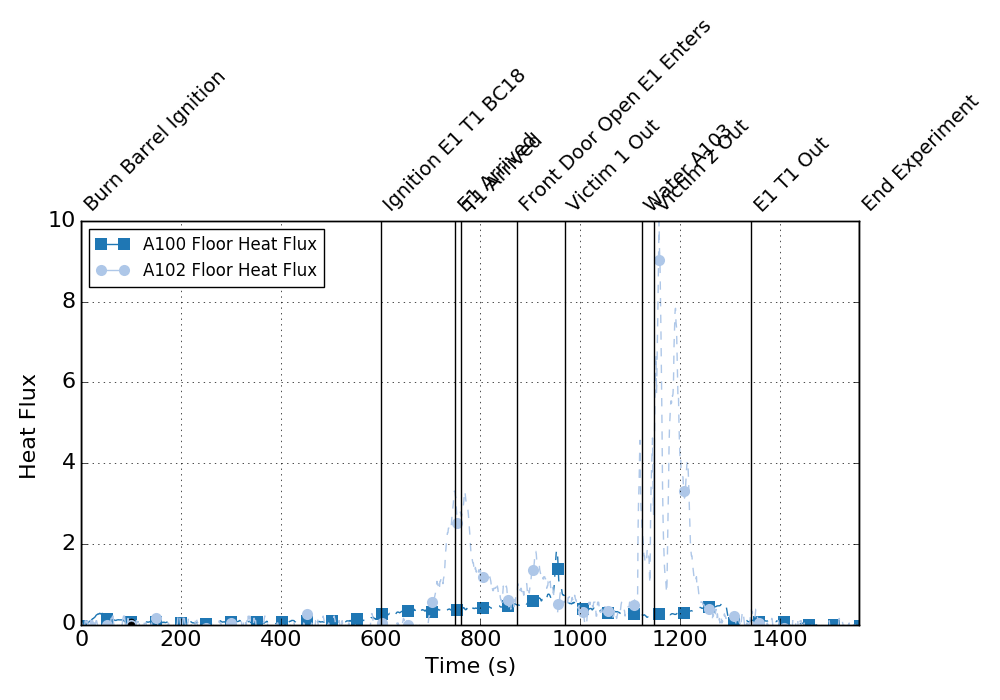 Burn Barrel Ignition
Ignition E1 T1 BC18
E1 Arrived
T1 Arrived
Front Door Open E1 Enters
Victim 1 Out
Water A103
Victim 2 Out
E1 T1 Out
End Experiment
10
8
6
4
2
0
Heat Flux
A100 Floor Heat Flux
A102 Floor Heat Flux
0 200 400 600 800 1000 1200 1400
Time (s)